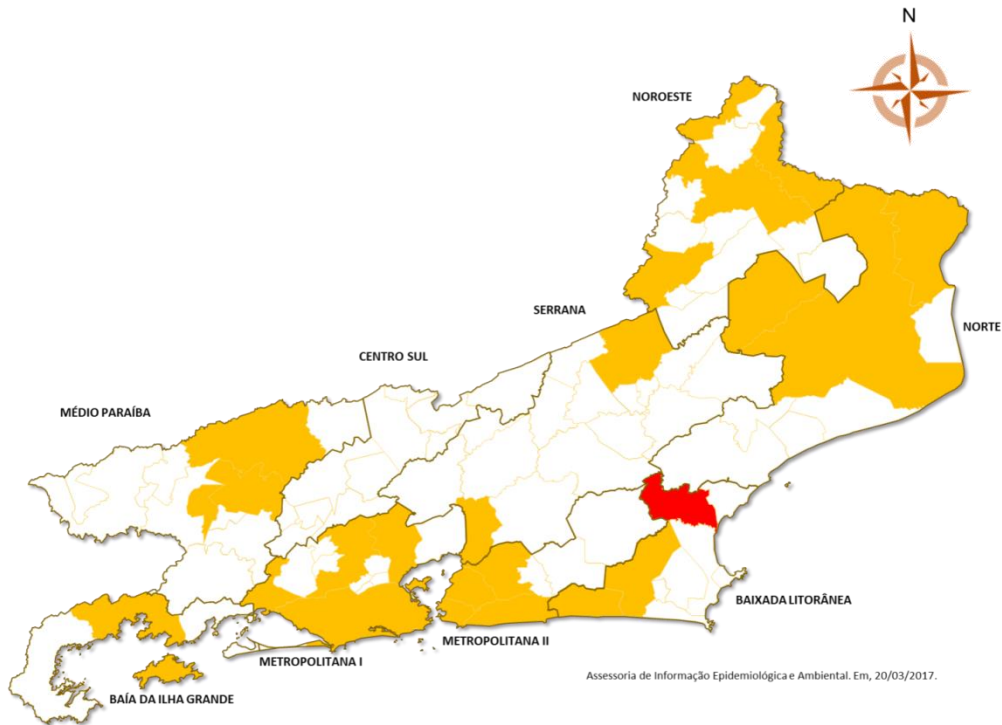 N
NOROESTE
SERRANA
NORTE
CENTRO SUL
MÉDIO PARAÍBA
BAIXADA LITORÂNEA
METROPOLITANA II
METROPOLITANA I
BAÍA DA ILHA GRANDE
Assessoria de Informação Epidemiológica e Ambiental. Em, 20/03/2017.